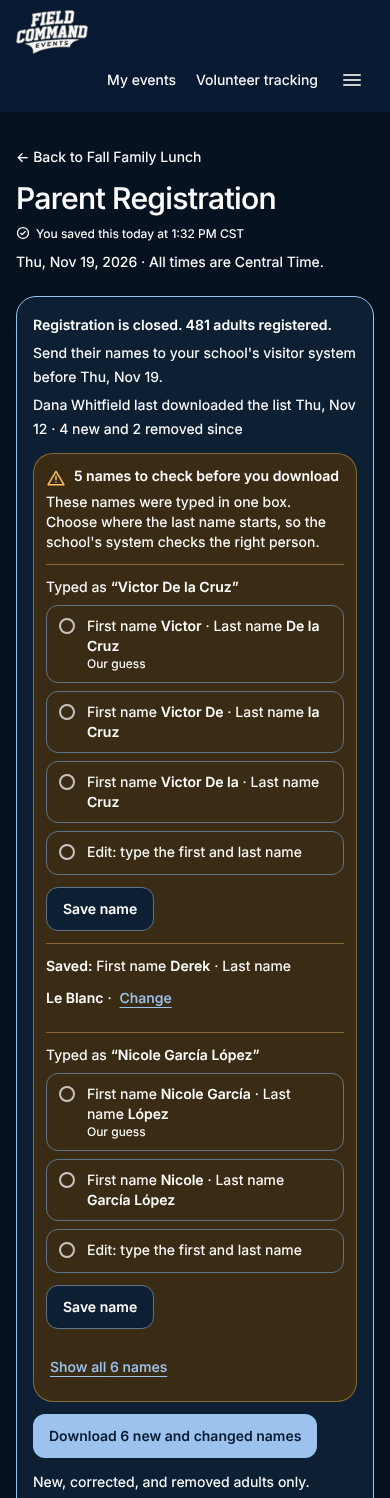 FIELD
COMMAND
EVENTS
My events Volunteer tracking
← Back to Fall Family Lunch
Parent Registration
You saved this today at 1:32 PM CST
Thu, Nov 19, 2026 · All times are Central Time.
Registration is closed. 481 adults registered.
Send their names to your school's visitor system
before Thu, Nov 19.
Dana Whitfield last downloaded the list Thu, Nov
12 · 4 new and 2 removed since
5 names to check before you download
These names were typed in one box.
Choose where the last name starts, so the
school's system checks the right person.
Typed as “Victor De la Cruz”
First name Victor · Last name De la
Cruz
Our guess
First name Victor De · Last name la
Cruz
First name Victor De la · Last name
Cruz
Edit: type the first and last name
Save name
Saved: First name Derek · Last name
Le Blanc · Change
Typed as “Nicole García López”
First name Nicole García · Last
name López
Our guess
First name Nicole · Last name
García López
Edit: type the first and last name
Save name
Show all 6 names
Download 6 new and changed names
New, corrected, and removed adults only.